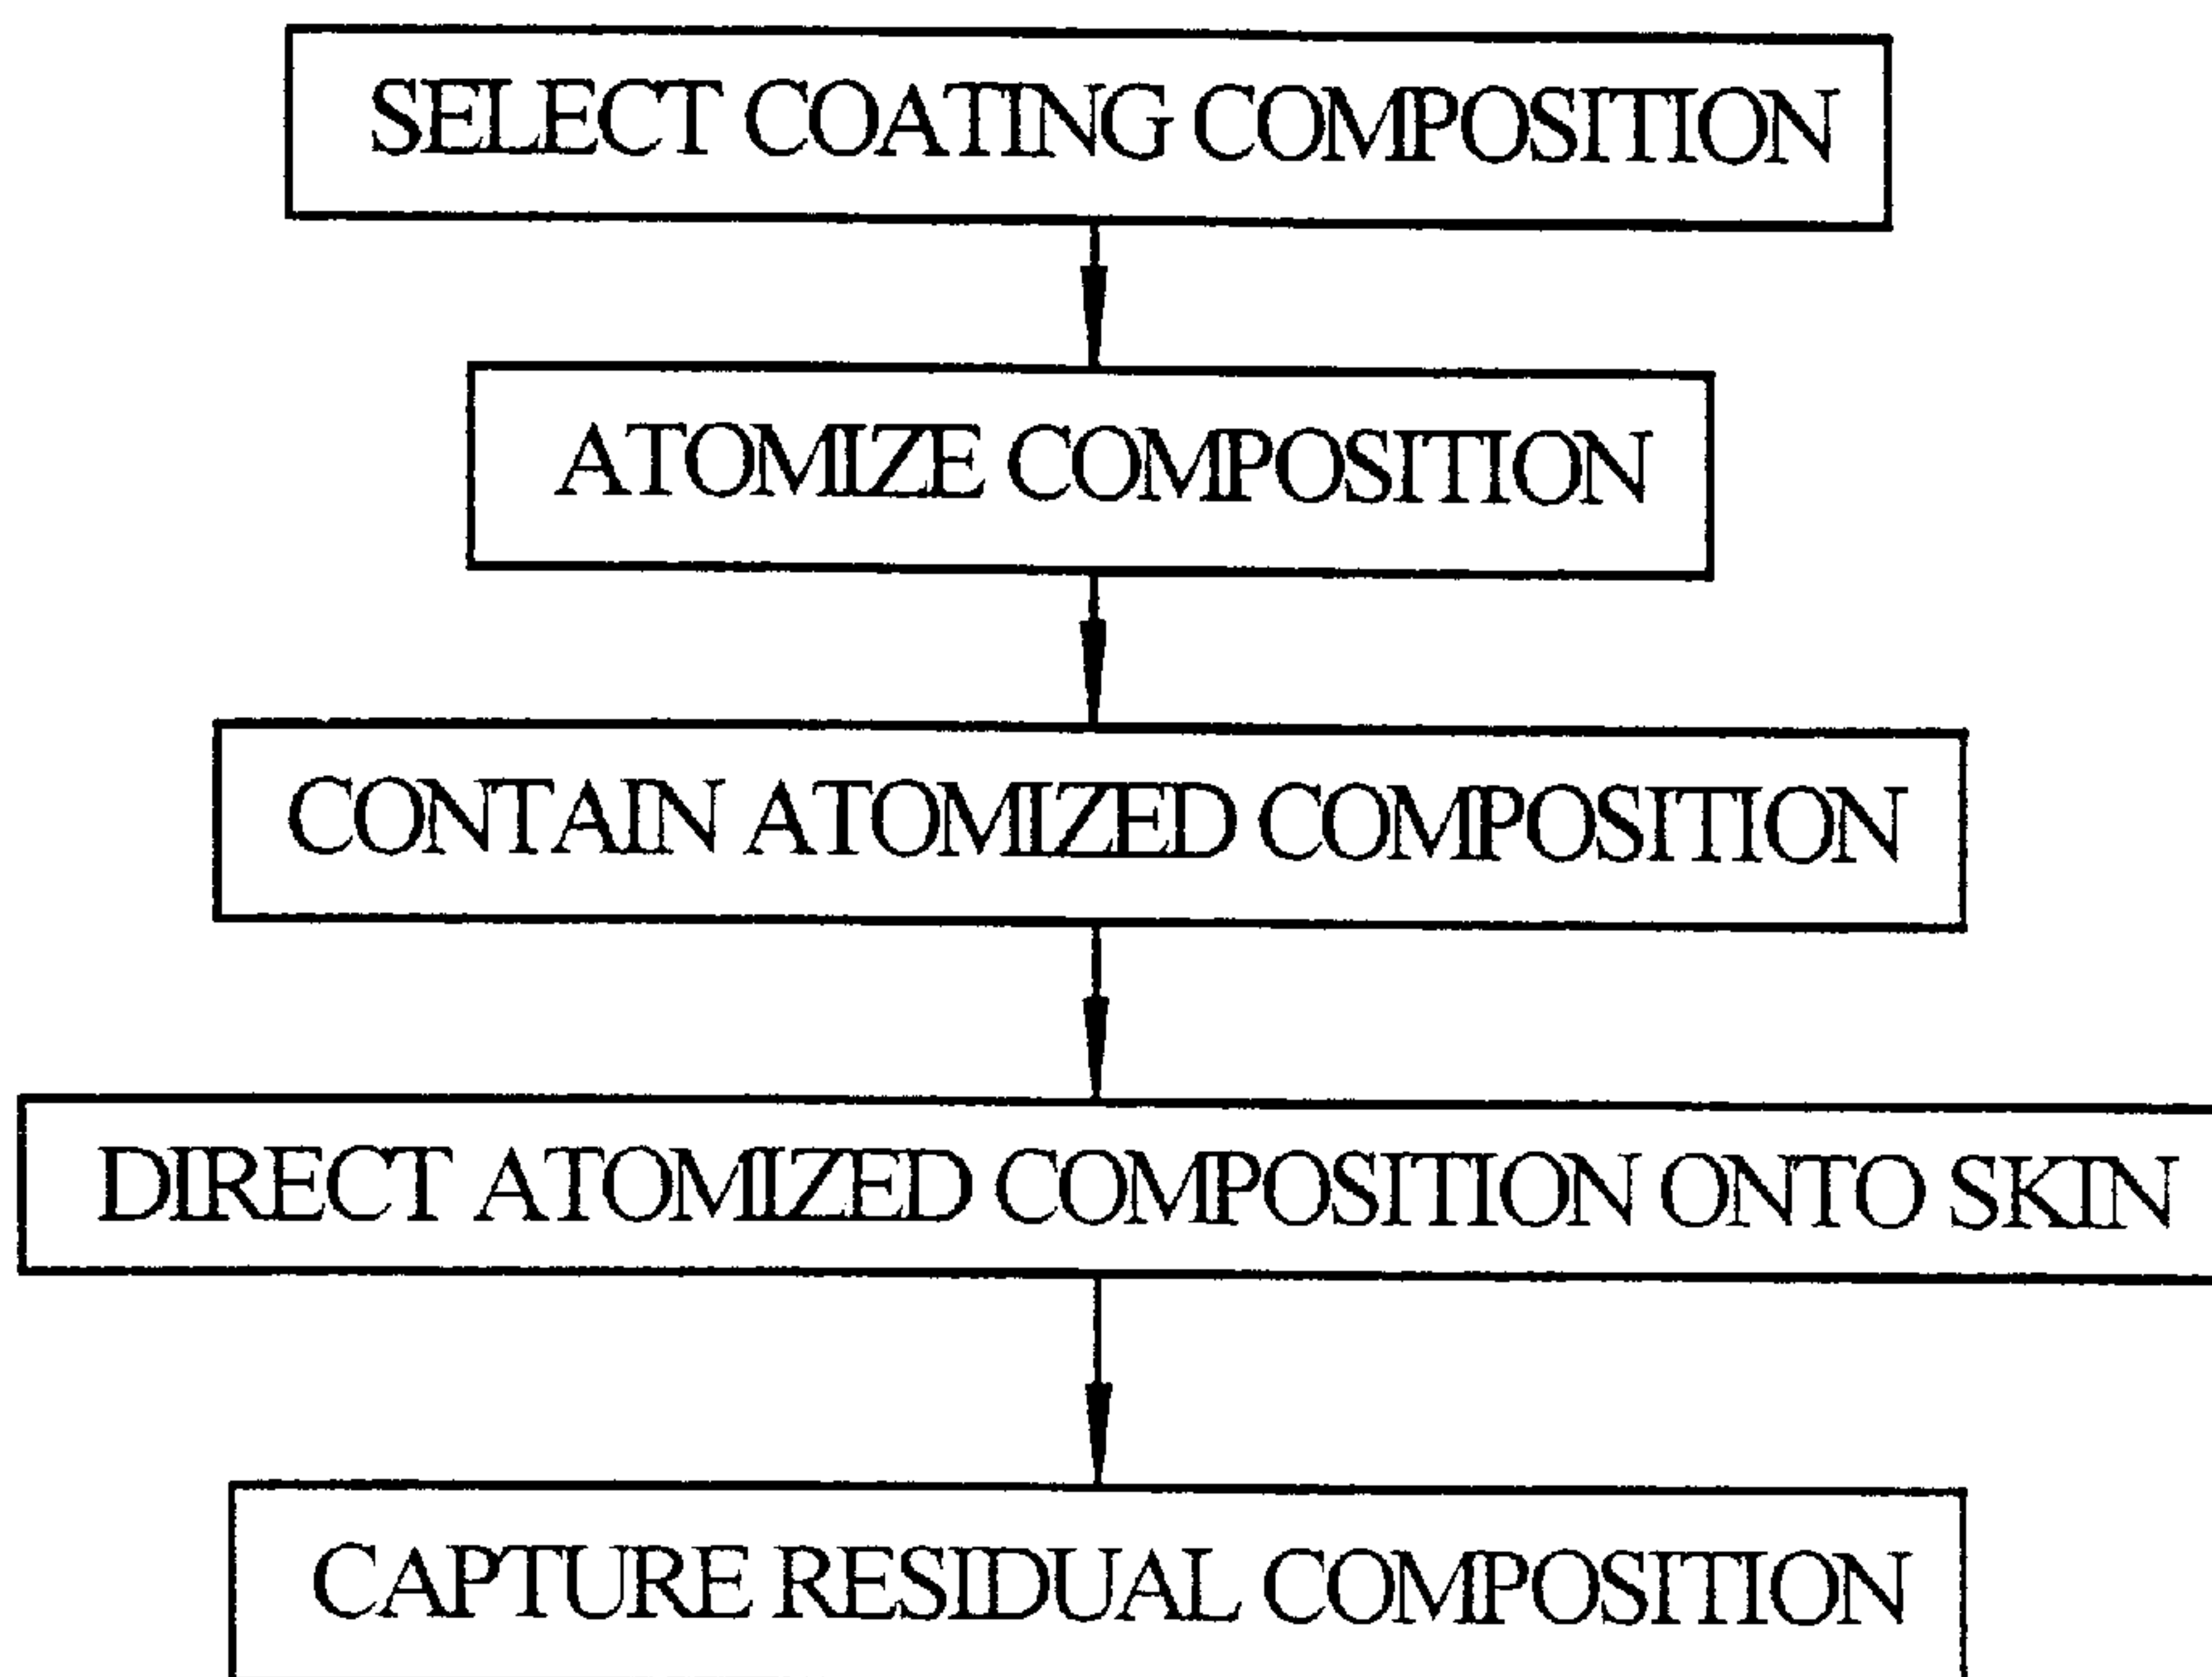 SELECT COATING COMPOSITION
ATOMIZE COMPOSITION
CONTAIN ATOMIZED COMPOSITION
DIRECT ATOMIZED COMPOSITION ONTO SKIN
CAPTURE RESIDUAL COMPOSITION